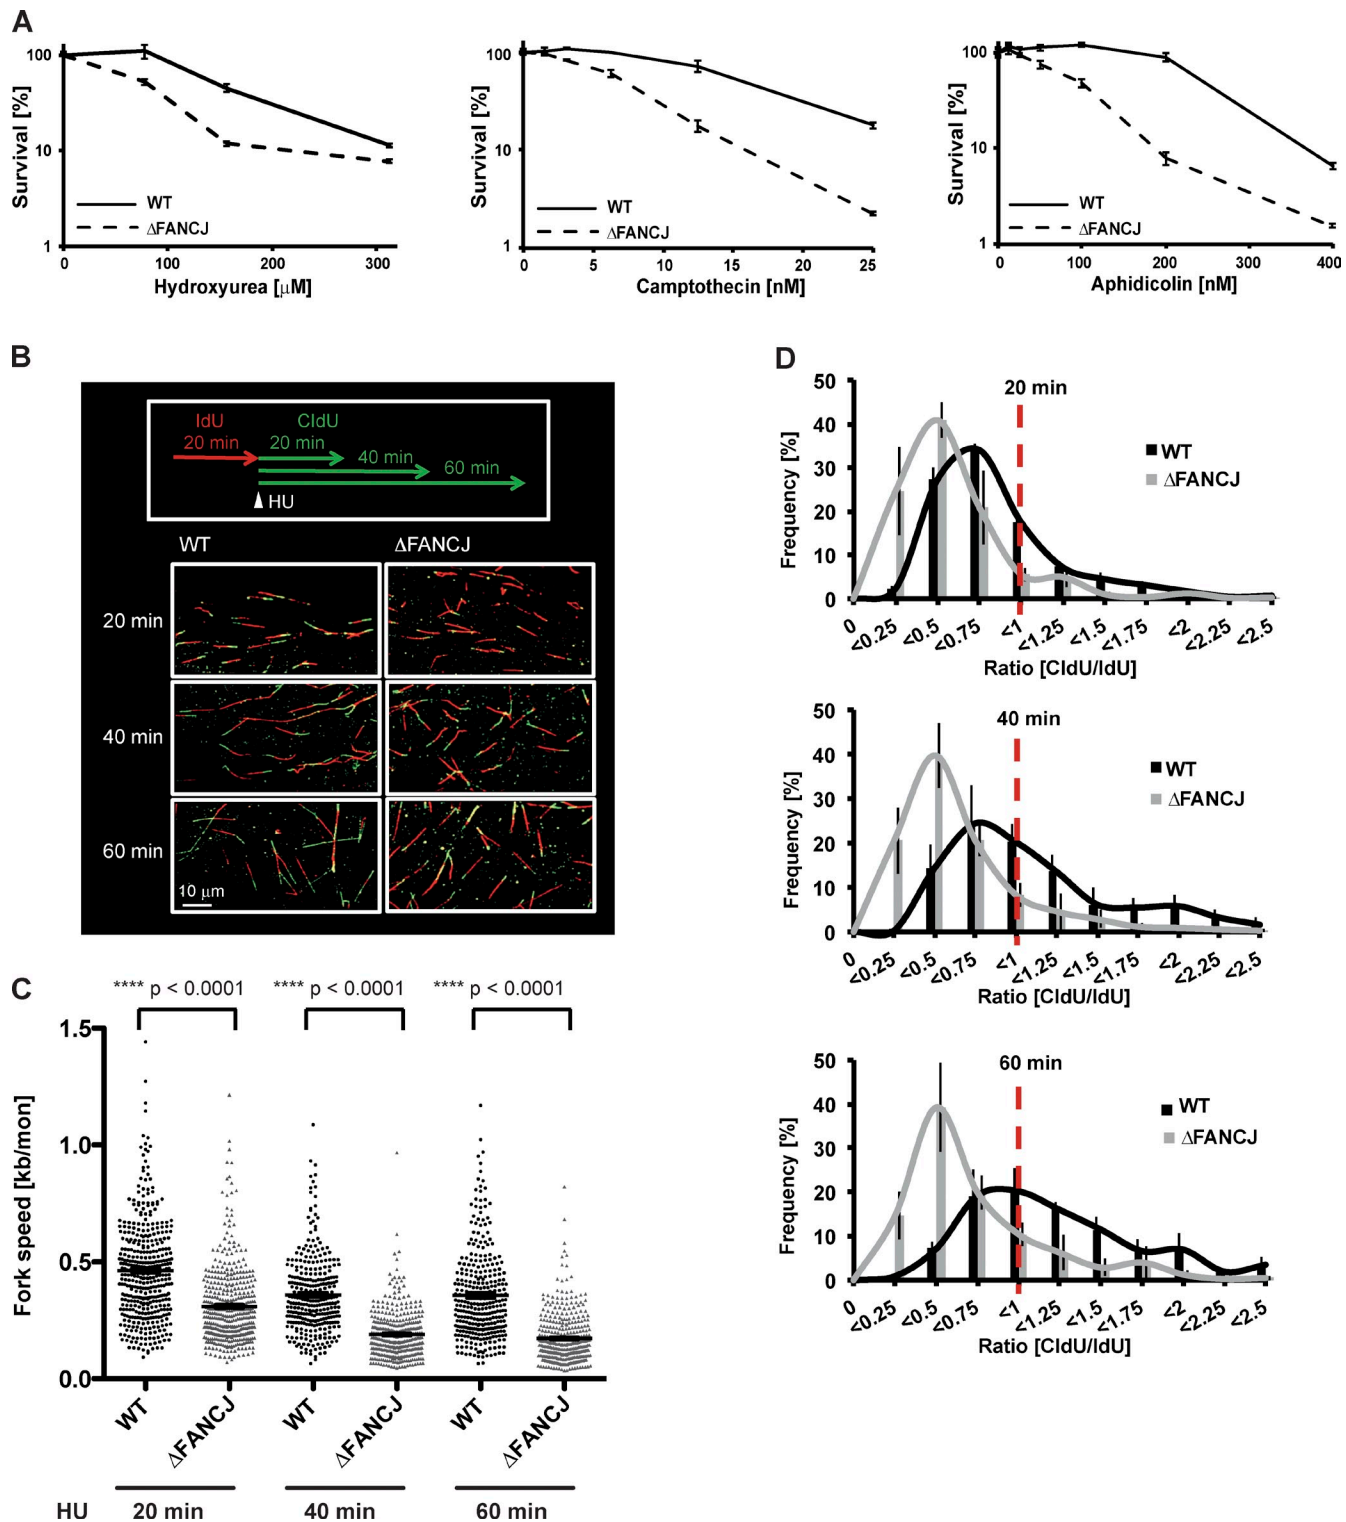 A
100
10
1
Survival [%]
WT
ΔFANCJ
0 100 200 300
Hydroxyurea [μM]
100
10
1
Survival [%]
WT
ΔFANCJ
0 5 10 15 20 25
Camptothecin [nM]
100
10
1
Survival [%]
WT
ΔFANCJ
0 100 200 300 400
Aphidicolin [nM]
B
IdU CldU
20 min 20 min
40 min
60 min
HU
WT ΔFANCJ
20 min
40 min
60 min
10 μm
C
**** p < 0.0001 **** p < 0.0001 **** p < 0.0001
1.5
1.0
0.5
0.0
Fork speed [kb/mon]
WT ΔFANCJ WT ΔFANCJ WT ΔFANCJ
HU 20 min 40 min 60 min
D
20 min
50
40
30
20
10
0
Frequency [%]
WT
ΔFANCJ
0 <0.25 <0.5 <0.75 <1 <1.25 <1.5 <1.75 <2 <2.25 <2.5
Ratio [CldU/IdU]
40 min
50
40
30
20
10
0
Frequency [%]
WT
ΔFANCJ
0 <0.25 <0.5 <0.75 <1 <1.25 <1.5 <1.75 <2 <2.25 <2.5
Ratio [CldU/IdU]
60 min
50
40
30
20
10
0
Frequency [%]
WT
ΔFANCJ
0 <0.25 <0.5 <0.75 <1 <1.25 <1.5 <1.75 <2 <2.25 <2.5
Ratio [CldU/IdU]